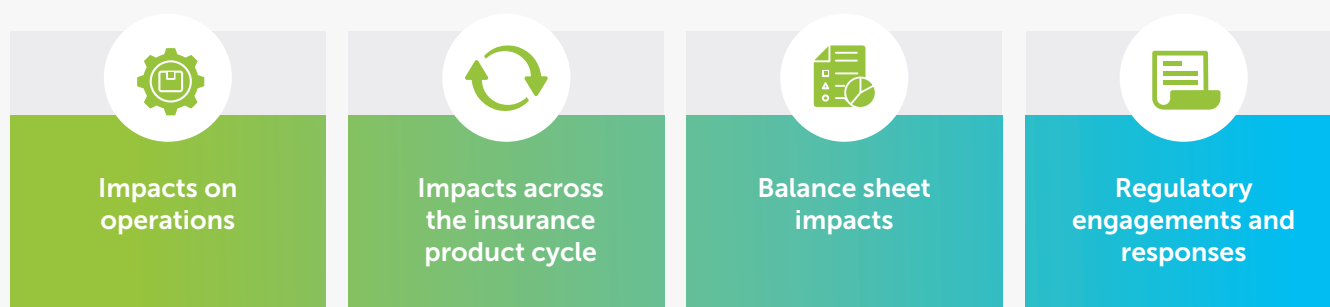 Impacts on
operations
Impacts across
the insurance
product cycle
Balance sheet
impacts
Regulatory
engagements and
responses